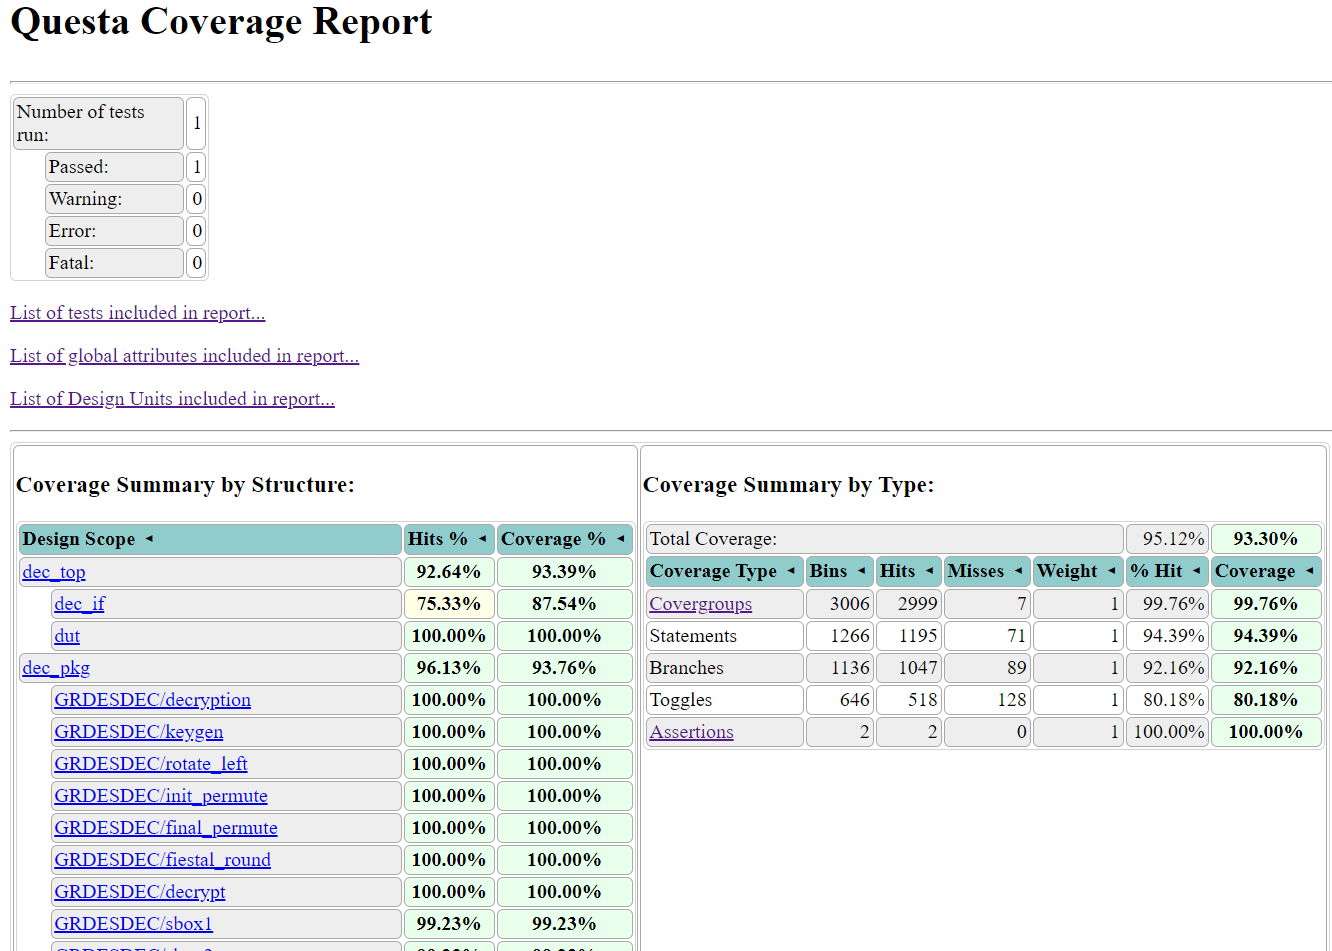 Questa Coverage Report
Number of tests
run:
1
Passed: 1
Warning: 0
Error: 0
Fatal: 0
List of tests included in report...
List of global attributes included in report...
List of Design Units included in report...
Coverage Summary by Structure:
Design Scope ◄ Hits % ◄ Coverage % ◄
dec_top 92.64% 93.39%
dec_if 75.33% 87.54%
dut 100.00% 100.00%
dec_pkg 96.13% 93.76%
GRDESDEC/decryption 100.00% 100.00%
GRDESDEC/keygen 100.00% 100.00%
GRDESDEC/rotate_left 100.00% 100.00%
GRDESDEC/init_permute 100.00% 100.00%
GRDESDEC/final_permute 100.00% 100.00%
GRDESDEC/fiestal_round 100.00% 100.00%
GRDESDEC/decrypt 100.00% 100.00%
GRDESDEC/sbox1 99.23% 99.23%
Coverage Summary by Type:
Total Coverage: 95.12% 93.30%
Coverage Type ◄ Bins ◄ Hits ◄ Misses ◄ Weight ◄ % Hit ◄ Coverage ◄
Covergroups 3006 2999 7 1 99.76% 99.76%
Statements 1266 1195 71 1 94.39% 94.39%
Branches 1136 1047 89 1 92.16% 92.16%
Toggles 646 518 128 1 80.18% 80.18%
Assertions 2 2 0 1 100.00% 100.00%